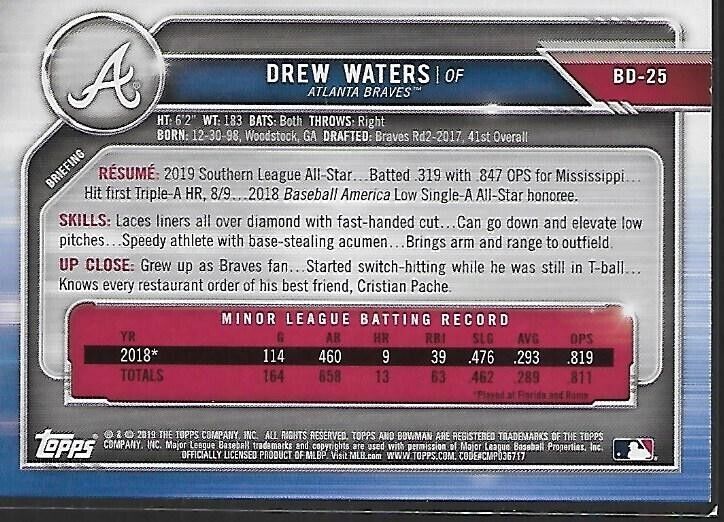 A
DREW WATERS | OF
ATLANTA BRAVES™
BD-25
HT: 6'2" WT: 183 BATS: Both THROWS: Right
BORN: 12-30-98, Woodstock, GA DRAFTED: Braves Rd2-2017, 41st Overall
BRIEFING
RÉSUMÉ: 2019 Southern League All-Star...Batted .319 with .847 OPS for Mississippi...
Hit first Triple-A HR, 8/9...2018 Baseball America Low Single-A All-Star honoree.
SKILLS: Laces liners all over diamond with fast-handed cut...Can go down and elevate low
pitches...Speedy athlete with base-stealing acumen...Brings arm and range to outfield.
UP CLOSE: Grew up as Braves fan...Started switch-hitting while he was still in T-ball...
Knows every restaurant order of his best friend, Cristian Pache.
MINOR LEAGUE BATTING RECORD
YR G AB HR RBI SLG AVG OPS
2018* 114 460 9 39 .476 .293 .819
TOTALS 164 658 13 63 .462 .289 .811
*Played at Florida and Rome
TOPPS
® & © 2019 THE TOPPS COMPANY, INC. ALL RIGHTS RESERVED. TOPPS AND BOWMAN ARE REGISTERED TRADEMARKS OF THE TOPPS
COMPANY, INC. Major League Baseball trademarks and copyrights are used with permission of Major League Baseball Properties, Inc.
OFFICIALLY LICENSED PRODUCT OF MLBP. Visit MLB.com WWW.TOPPS.COM. CODE#CMP036717